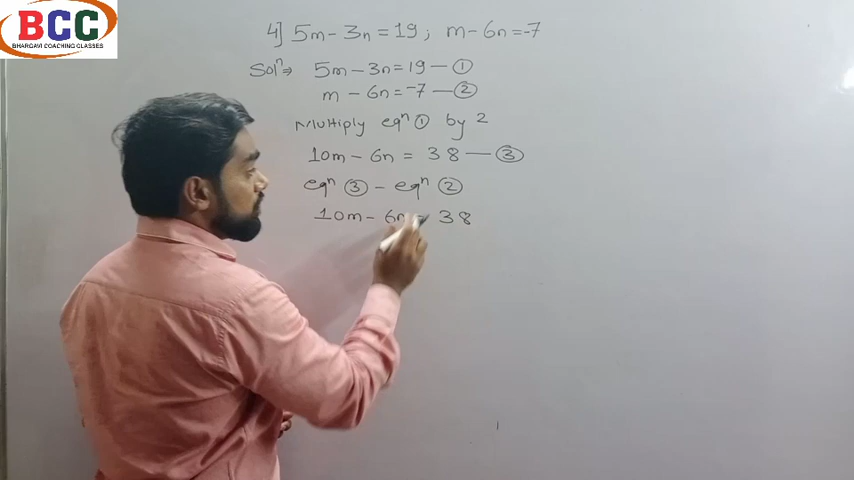 BCC
BHARGAVI COACHING CLASSES
4] 5m - 3n = 19 ; m - 6n = -7
Solⁿ ⇒ 5m - 3n = 19 — ①
m - 6n = -7 — ②
Multiply eqⁿ ① by 2
10m - 6n = 38 — ③
eqⁿ ③ - eqⁿ ②
10m - 6n = 38